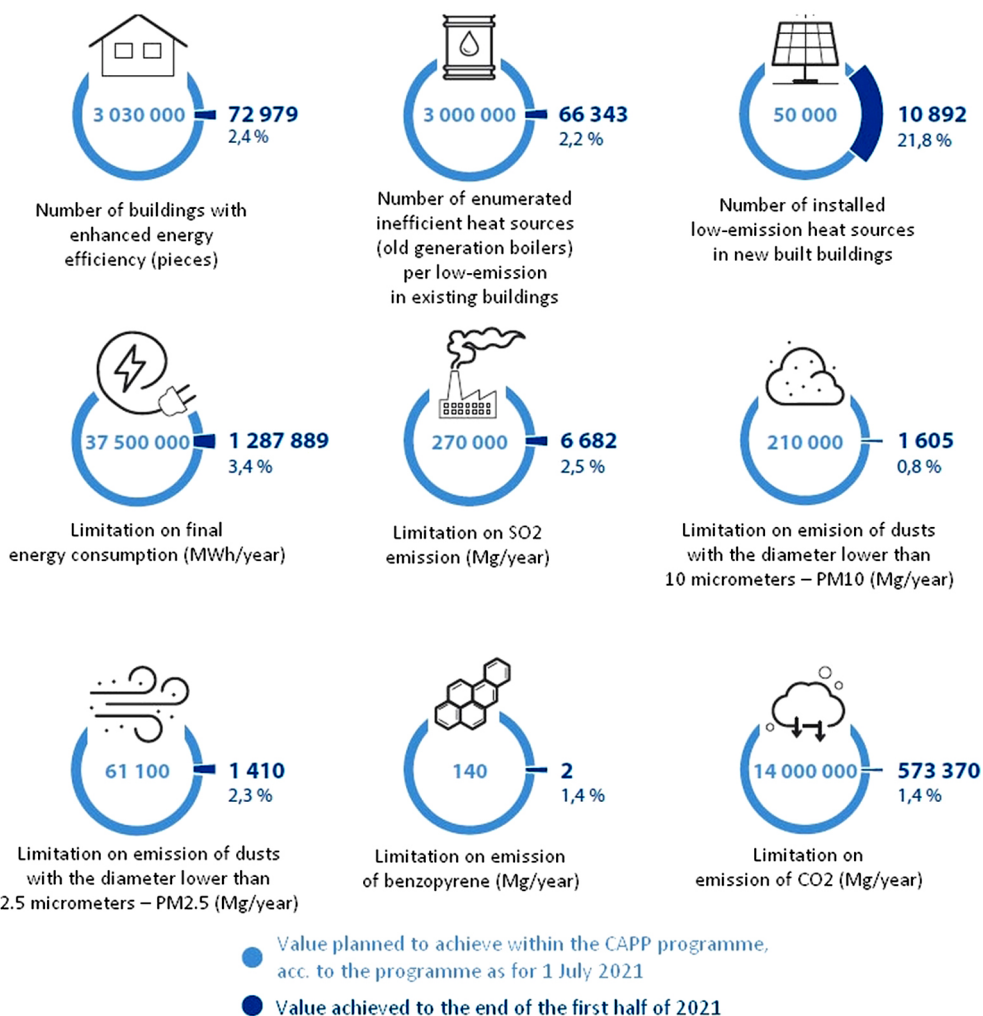 3 030 000
72 979
2,4 %
Number of buildings with
enhanced energy
efficiency (pieces)
3 000 000
66 343
2,2 %
Number of enumerated
inefficient heat sources
(old generation boilers)
per low-emission
in existing buildings
50 000
10 892
21,8 %
Number of installed
low-emission heat sources
in new built buildings
37 500 000
1 287 889
3,4 %
Limitation on final
energy consumption (MWh/year)
270 000
6 682
2,5 %
Limitation on SO2
emission (Mg/year)
210 000
1 605
0,8 %
Limitation on emision of dusts
with the diameter lower than
10 micrometers – PM10 (Mg/year)
61 100
1 410
2,3 %
Limitation on emission of dusts
with the diameter lower than
2.5 micrometers – PM2.5 (Mg/year)
140
2
1,4 %
Limitation on emission
of benzopyrene (Mg/year)
14 000 000
573 370
1,4 %
Limitation on
emission of CO2 (Mg/year)
Value planned to achieve within the CAPP programme,
acc. to the programme as for 1 July 2021
Value achieved to the end of the first half of 2021